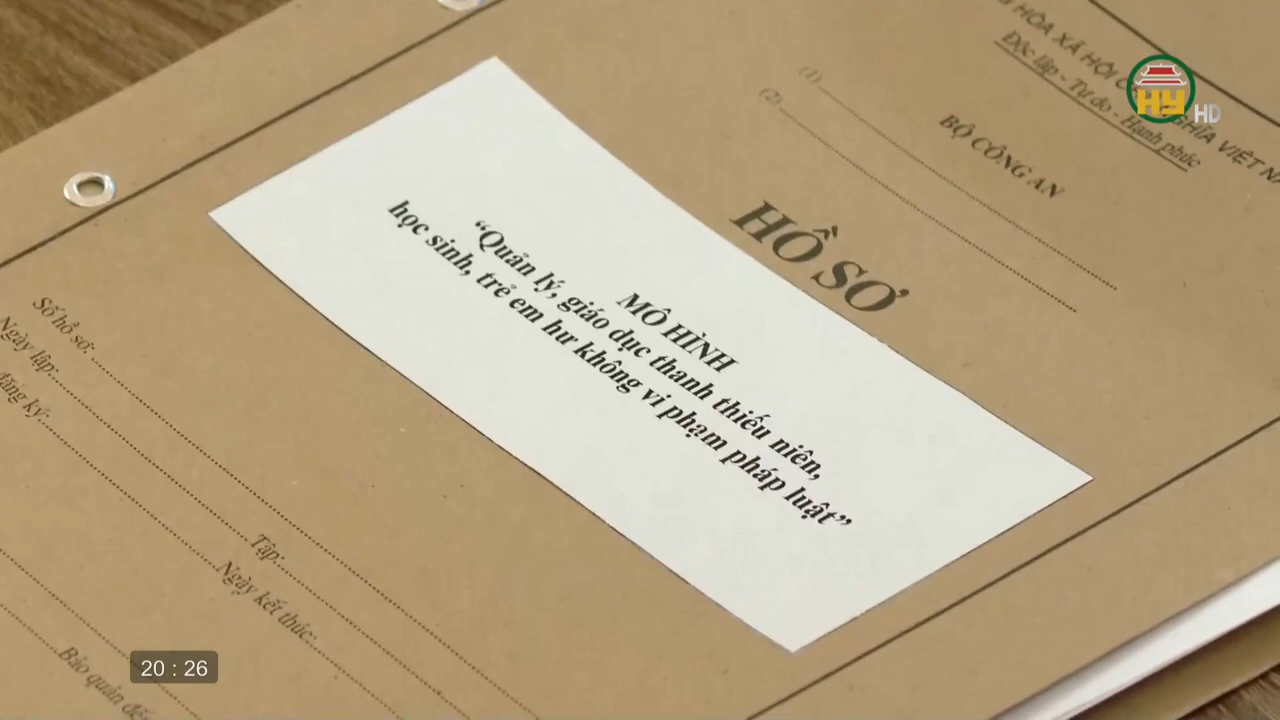 HÒA XÃ HỘI NGHĨA VIỆT
Độc lập - Tự do - Hạnh phúc
HY HD
BỘ CÔNG AN
(1)
(2)
HỒ SƠ
MÔ HÌNH
“Quản lý, giáo dục thanh thiếu niên,
học sinh, trẻ em hư không vi phạm pháp luật”
Số hồ sơ:
Ngày lập:
đăng ký:
Tập:
Ngày kết thúc
Bảo quản
20 : 26